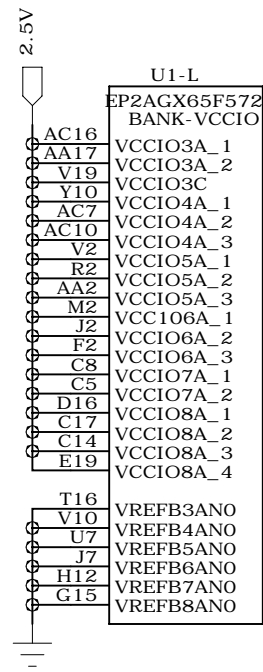 2.5V
U1-L
EP2AGX65F572
BANK-VCCIO
AC16 VCCIO3A_1
AA17 VCCIO3A_2
V19 VCCIO3C
Y10 VCCIO4A_1
AC7 VCCIO4A_2
AC10 VCCIO4A_3
V2 VCCIO5A_1
R2 VCCIO5A_2
AA2 VCCIO5A_3
M2 VCC106A_1
J2 VCCIO6A_2
F2 VCCIO6A_3
C8 VCCIO7A_1
C5 VCCIO7A_2
D16 VCCIO8A_1
C17 VCCIO8A_2
C14 VCCIO8A_3
E19 VCCIO8A_4
T16 VREFB3AN0
V10 VREFB4AN0
U7 VREFB5AN0
J7 VREFB6AN0
H12 VREFB7AN0
G15 VREFB8AN0